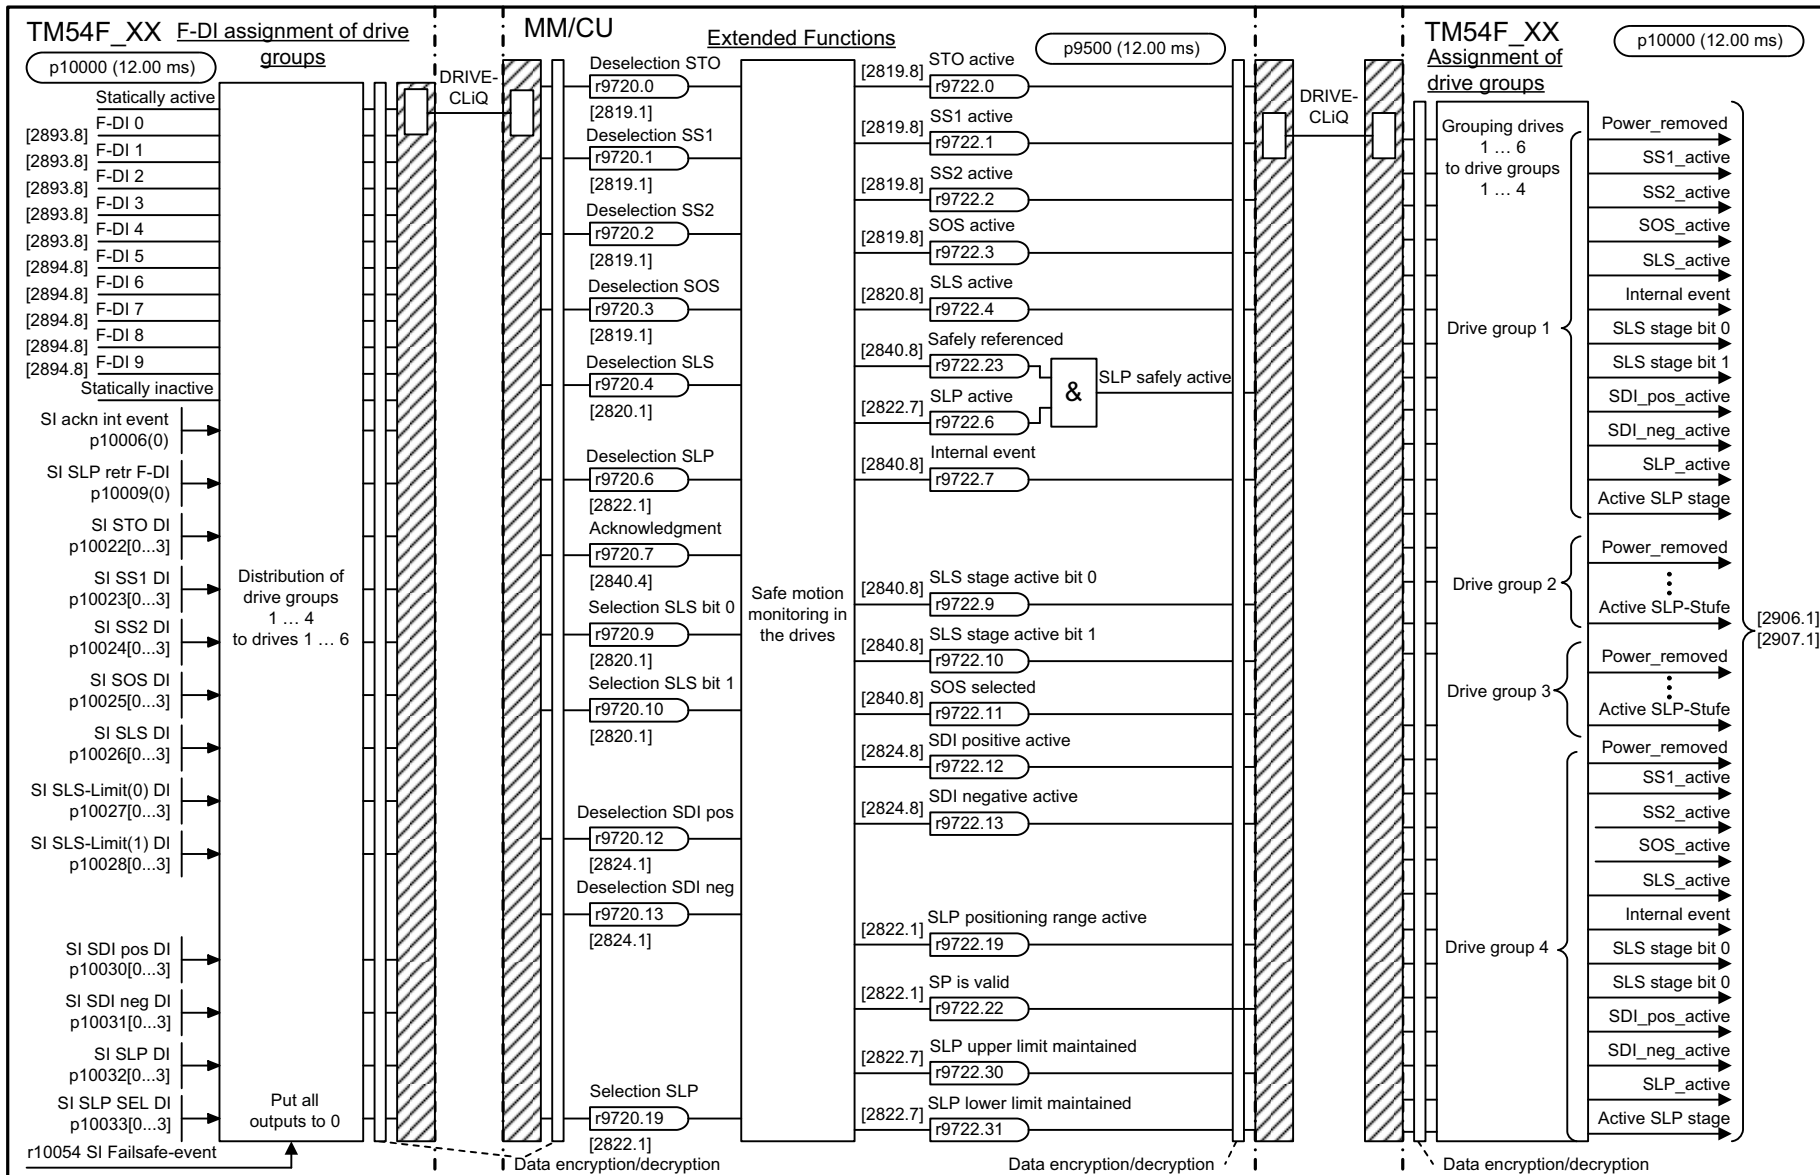 TM54F_XX F-DI assignment of drive
groups
p10000 (12.00 ms)
Statically active
F-DI 0
[2893.8]
F-DI 1
[2893.8]
F-DI 2
[2893.8]
F-DI 3
[2893.8]
F-DI 4
[2893.8]
F-DI 5
[2894.8]
F-DI 6
[2894.8]
F-DI 7
[2894.8]
F-DI 8
[2894.8]
F-DI 9
[2894.8]
Statically inactive
SI ackn int event
p10006(0)
SI SLP retr F-DI
p10009(0)
SI STO DI
p10022[0...3]
SI SS1 DI
p10023[0...3]
SI SS2 DI
p10024[0...3]
SI SOS DI
p10025[0...3]
SI SLS DI
p10026[0...3]
SI SLS-Limit(0) DI
p10027[0...3]
SI SLS-Limit(1) DI
p10028[0...3]
SI SDI pos DI
p10030[0...3]
SI SDI neg DI
p10031[0...3]
SI SLP DI
p10032[0...3]
SI SLP SEL DI
p10033[0...3]
r10054 SI Failsafe-event
Distribution of
drive groups
1 … 4
to drives 1 … 6
Put all
outputs to 0
DRIVE-
CLiQ
MM/CU
Extended Functions
p9500 (12.00 ms)
Deselection STO
r9720.0
[2819.1]
Deselection SS1
r9720.1
[2819.1]
Deselection SS2
r9720.2
[2819.1]
Deselection SOS
r9720.3
[2819.1]
Deselection SLS
r9720.4
[2820.1]
Deselection SLP
r9720.6
[2822.1]
Acknowledgment
r9720.7
[2840.4]
Selection SLS bit 0
r9720.9
[2820.1]
Selection SLS bit 1
r9720.10
[2820.1]
Deselection SDI pos
r9720.12
[2824.1]
Deselection SDI neg
r9720.13
[2824.1]
Selection SLP
r9720.19
[2822.1]
Data encryption/decryption
Safe motion
monitoring in
the drives
STO active
[2819.8]
r9722.0
SS1 active
[2819.8]
r9722.1
SS2 active
[2819.8]
r9722.2
SOS active
[2819.8]
r9722.3
SLS active
[2820.8]
r9722.4
Safely referenced
[2840.8]
r9722.23
SLP active
[2822.7]
r9722.6
&
SLP safely active
Internal event
[2840.8]
r9722.7
SLS stage active bit 0
[2840.8]
r9722.9
SLS stage active bit 1
[2840.8]
r9722.10
SOS selected
[2840.8]
r9722.11
SDI positive active
[2824.8]
r9722.12
SDI negative active
[2824.8]
r9722.13
SLP positioning range active
[2822.1]
r9722.19
SP is valid
[2822.1]
r9722.22
SLP upper limit maintained
[2822.7]
r9722.30
SLP lower limit maintained
[2822.7]
r9722.31
Data encryption/decryption
DRIVE-
CLiQ
TM54F_XX
Assignment of
drive groups
p10000 (12.00 ms)
Grouping drives
1 … 6
to drive groups
1 … 4
Drive group 1
Power_removed
SS1_active
SS2_active
SOS_active
SLS_active
Internal event
SLS stage bit 0
SLS stage bit 1
SDI_pos_active
SDI_neg_active
SLP_active
Active SLP stage
Drive group 2
Power_removed
Active SLP-Stufe
Drive group 3
Power_removed
Active SLP-Stufe
Drive group 4
Power_removed
SS1_active
SS2_active
SOS_active
SLS_active
Internal event
SLS stage bit 0
SLS stage bit 0
SDI_pos_active
SDI_neg_active
SLP_active
Active SLP stage
[2906.1]
[2907.1]
Data encryption/decryption